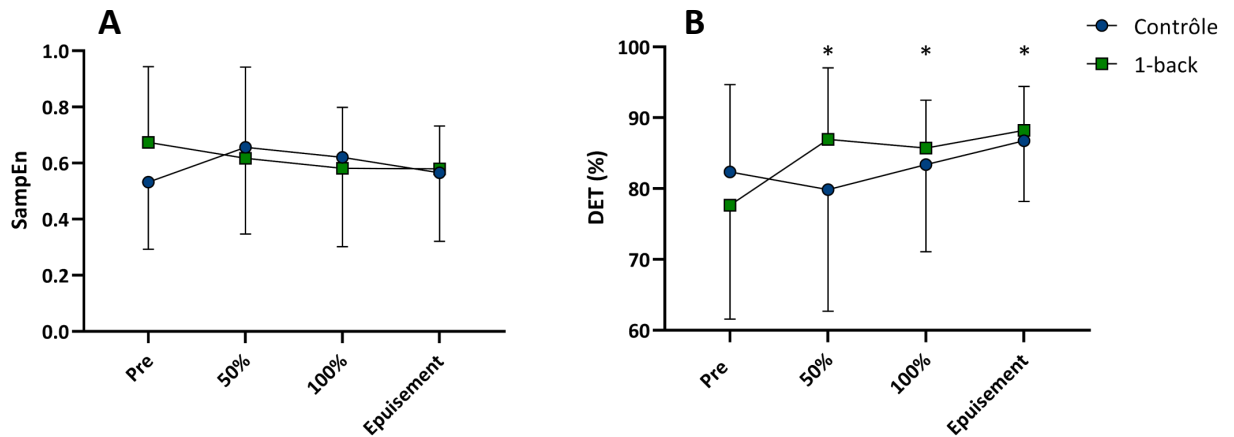 A
1.0
0.8
0.6
0.4
0.2
0.0
SampEn
Pre
50%
100%
Epuisement
B
100
90
80
70
60
DET (%)
* * *
Pre
50%
100%
Epuisement
Contrôle
1-back